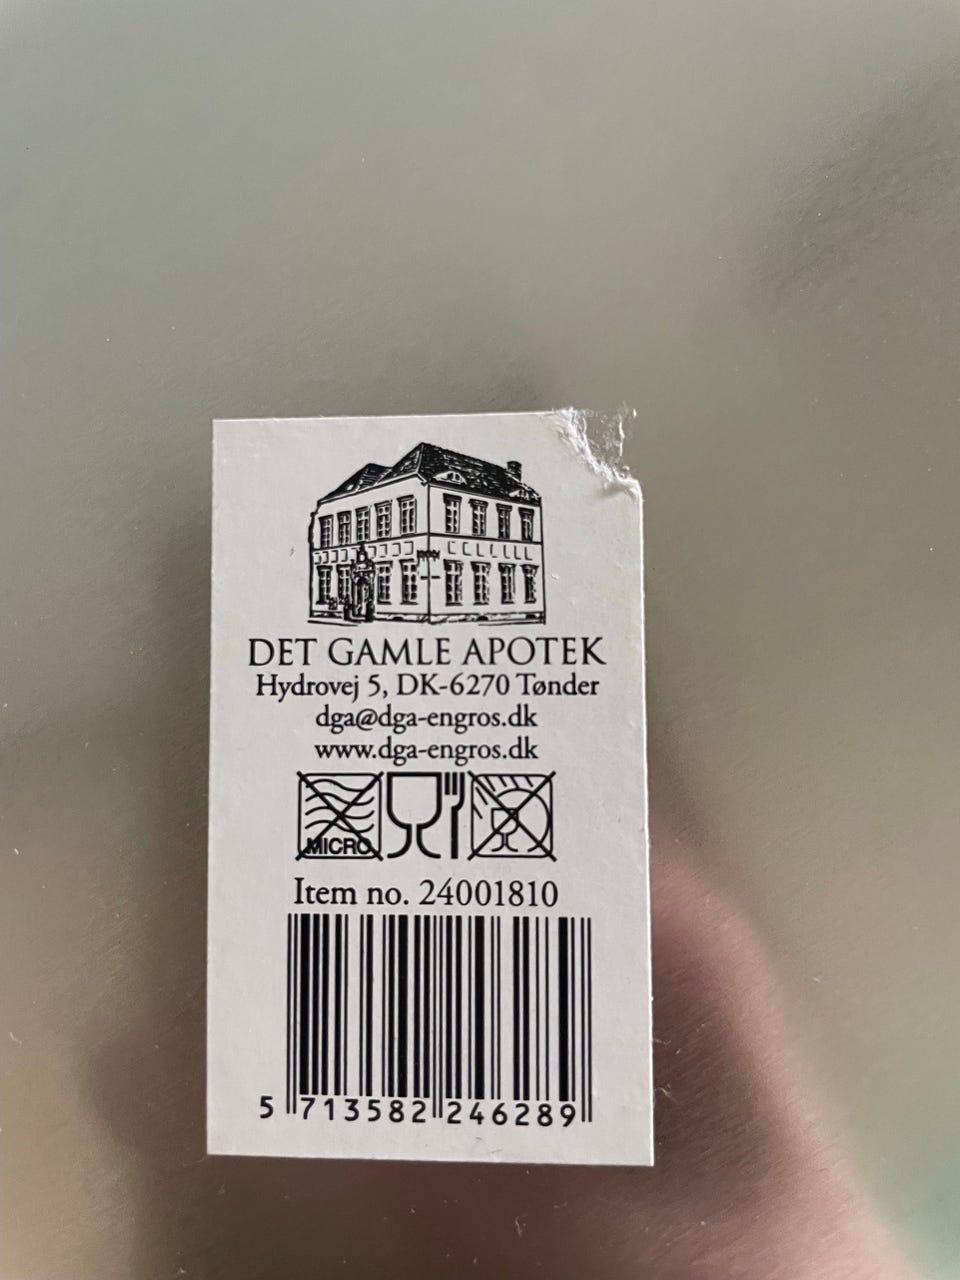 DET GAMLE APOTEK
Hydrovej 5, DK-6270 Tønder
dga@dga-engros.dk
www.dga-engros.dk
MICRO
Item no. 24001810
5 713582 246289